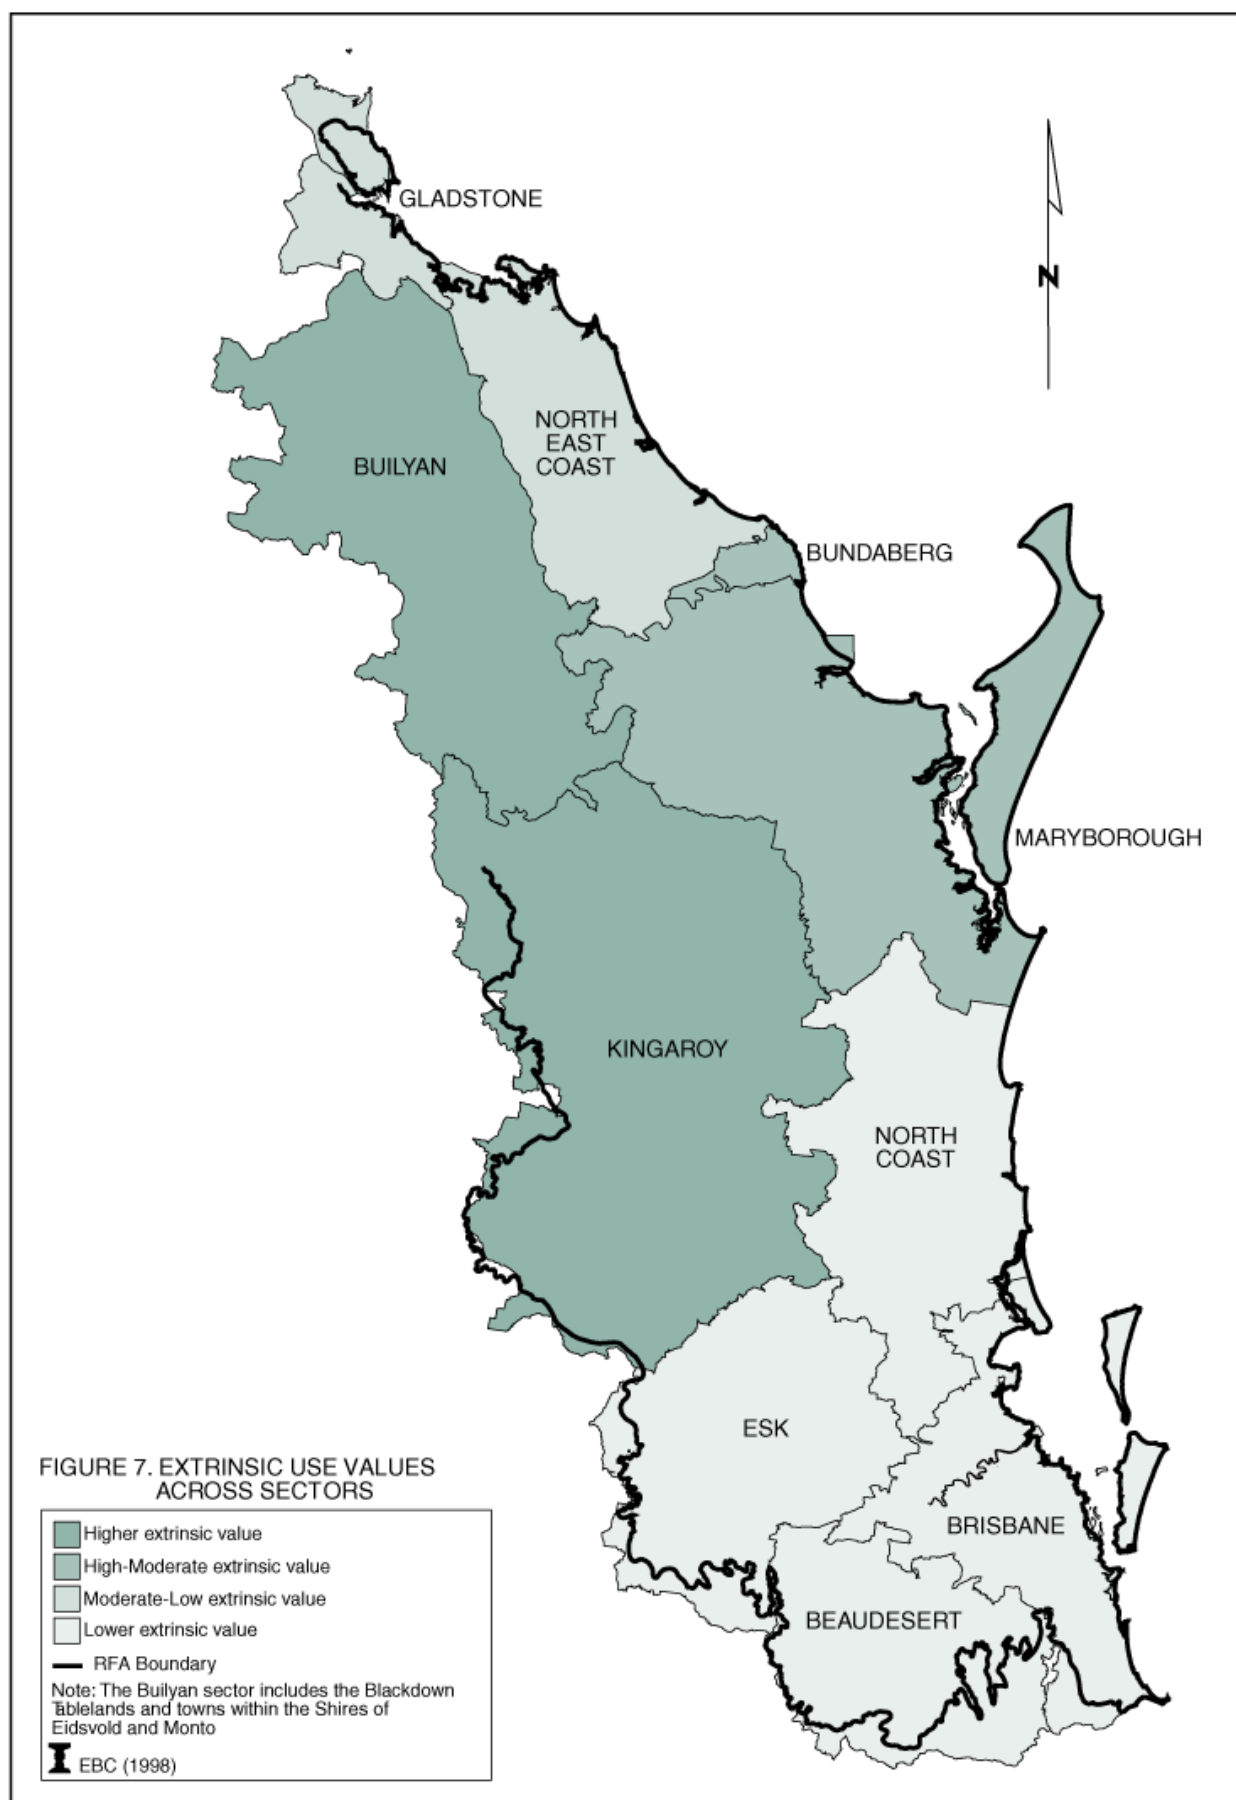 GLADSTONE
N
NORTH
EAST
COAST
BUILYAN
BUNDABERG
MARYBOROUGH
KINGAROY
NORTH
COAST
ESK
BRISBANE
BEAUDESERT
FIGURE 7. EXTRINSIC USE VALUES
ACROSS SECTORS
Higher extrinsic value
High-Moderate extrinsic value
Moderate-Low extrinsic value
Lower extrinsic value
RFA Boundary
Note: The Builyan sector includes the Blackdown
Tablelands and towns within the Shires of
Eidsvold and Monto
EBC (1998)